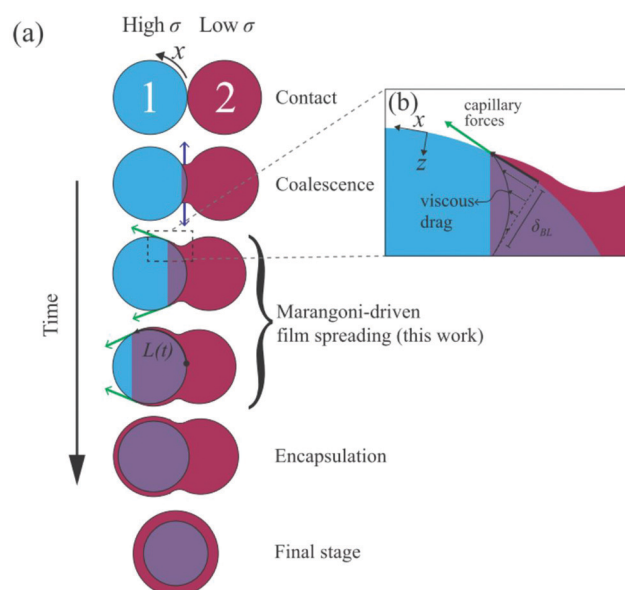 (a)
High σ Low σ
x
1 2
Contact
Coalescence
(b)
capillary
forces
x
z
viscous
drag
δBL
Time
Marangoni-driven
film spreading (this work)
L(t)
Encapsulation
Final stage